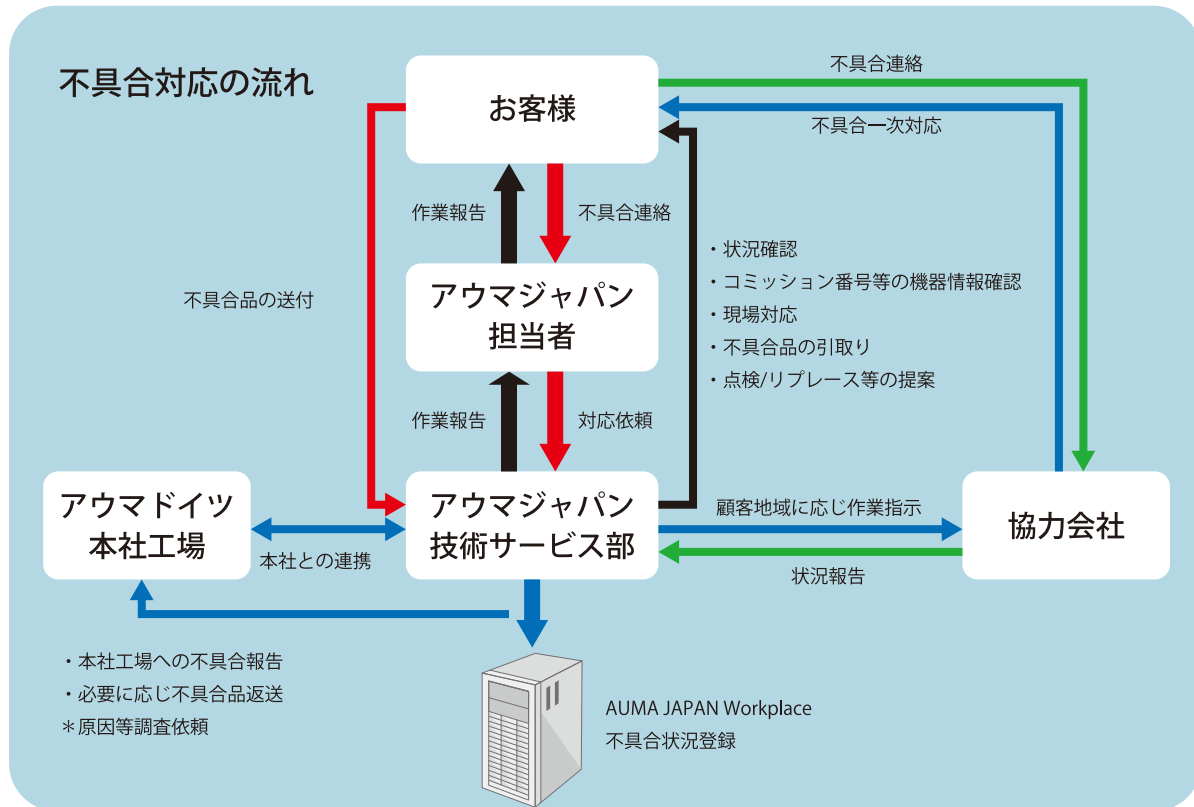 不具合対応の流れ
お客様
不具合連絡
不具合一次対応
作業報告
不具合連絡
・状況確認
・コミッション番号等の機器情報確認
・現場対応
・不具合品の引取り
・点検/リプレース等の提案
不具合品の送付
アウマジャパン
担当者
作業報告
対応依頼
アウマドイツ
本社工場
本社との連携
アウマジャパン
技術サービス部
顧客地域に応じ作業指示
状況報告
協力会社
・本社工場への不具合報告
・必要に応じ不具合品返送
＊原因等調査依頼
AUMA JAPAN Workplace
不具合状況登録